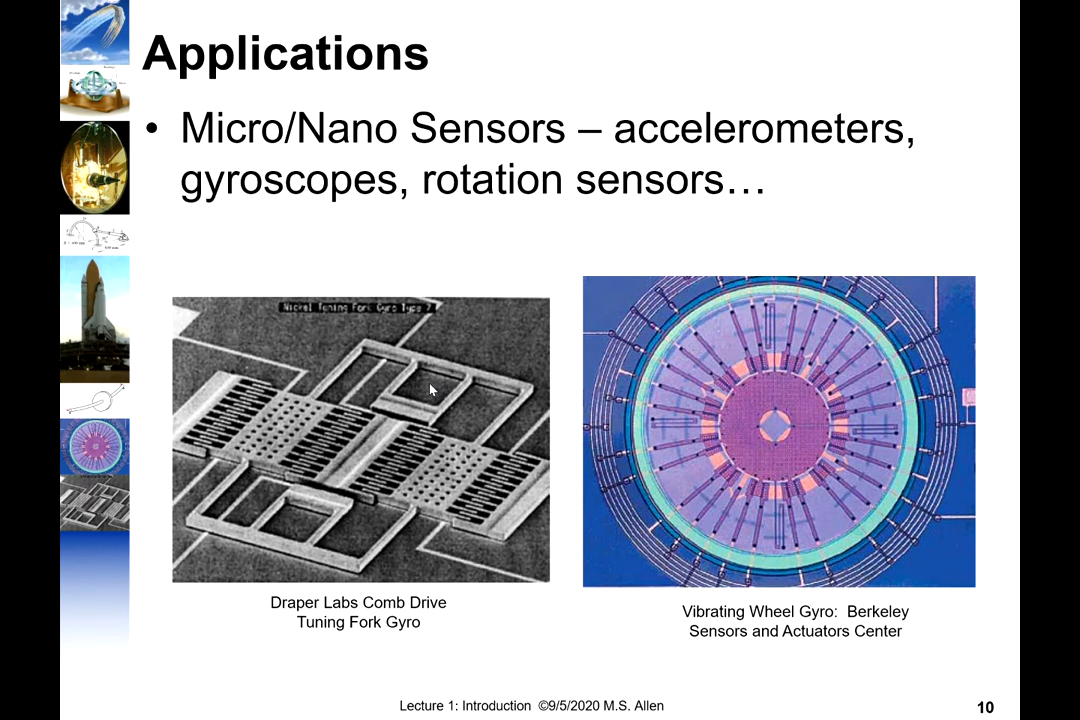 Applications
• Micro/Nano Sensors – accelerometers,
gyroscopes, rotation sensors…
Nickel Tuning Fork Gyro Type 7
Draper Labs Comb Drive
Tuning Fork Gyro
Vibrating Wheel Gyro: Berkeley
Sensors and Actuators Center
Lecture 1: Introduction ©9/5/2020 M.S. Allen
10